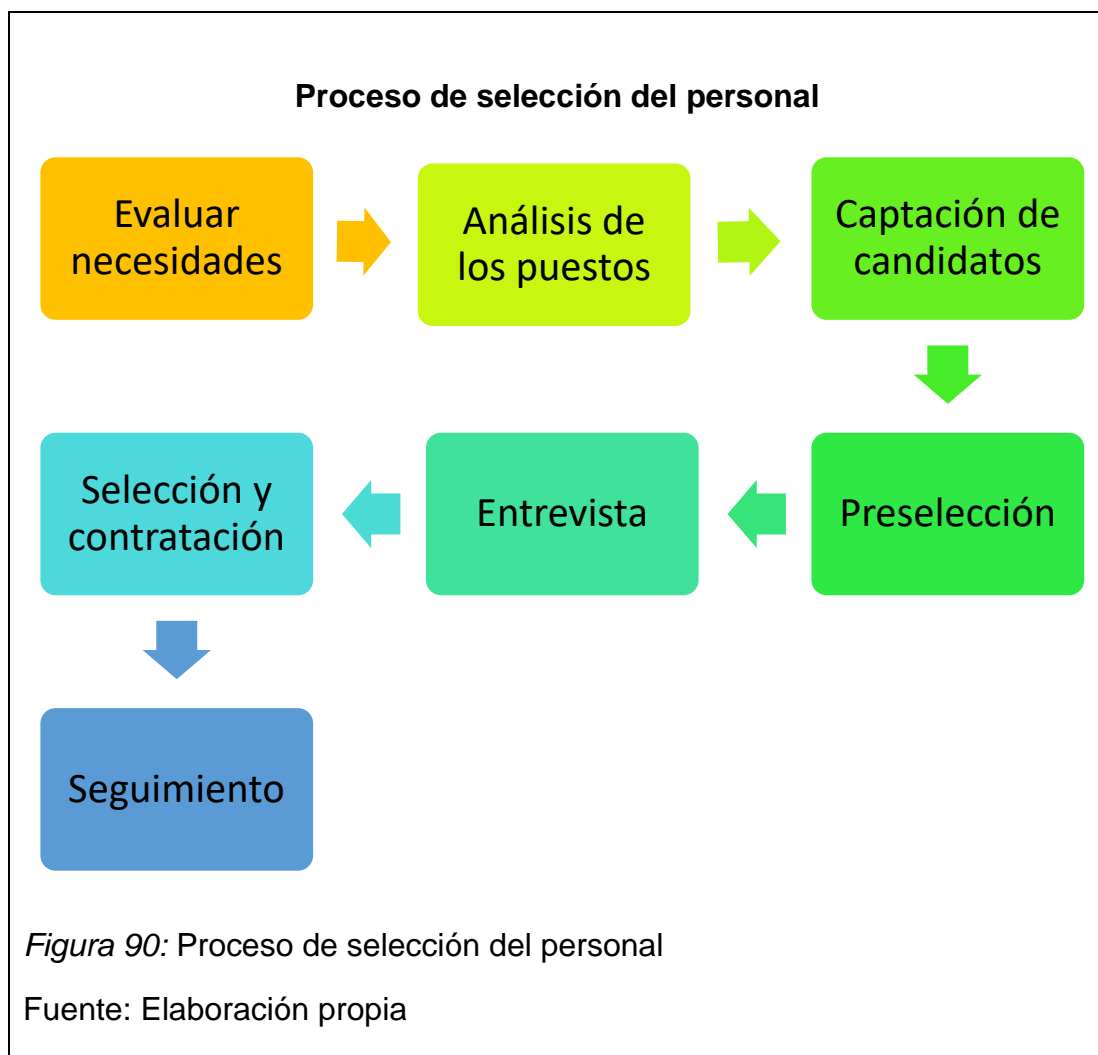 Proceso de selección del personal
Evaluar
necesidades
Análisis de
los puestos
Captación de
candidatos
Preselección
Entrevista
Selección y
contratación
Seguimiento
Figura 90: Proceso de selección del personal
Fuente: Elaboración propia